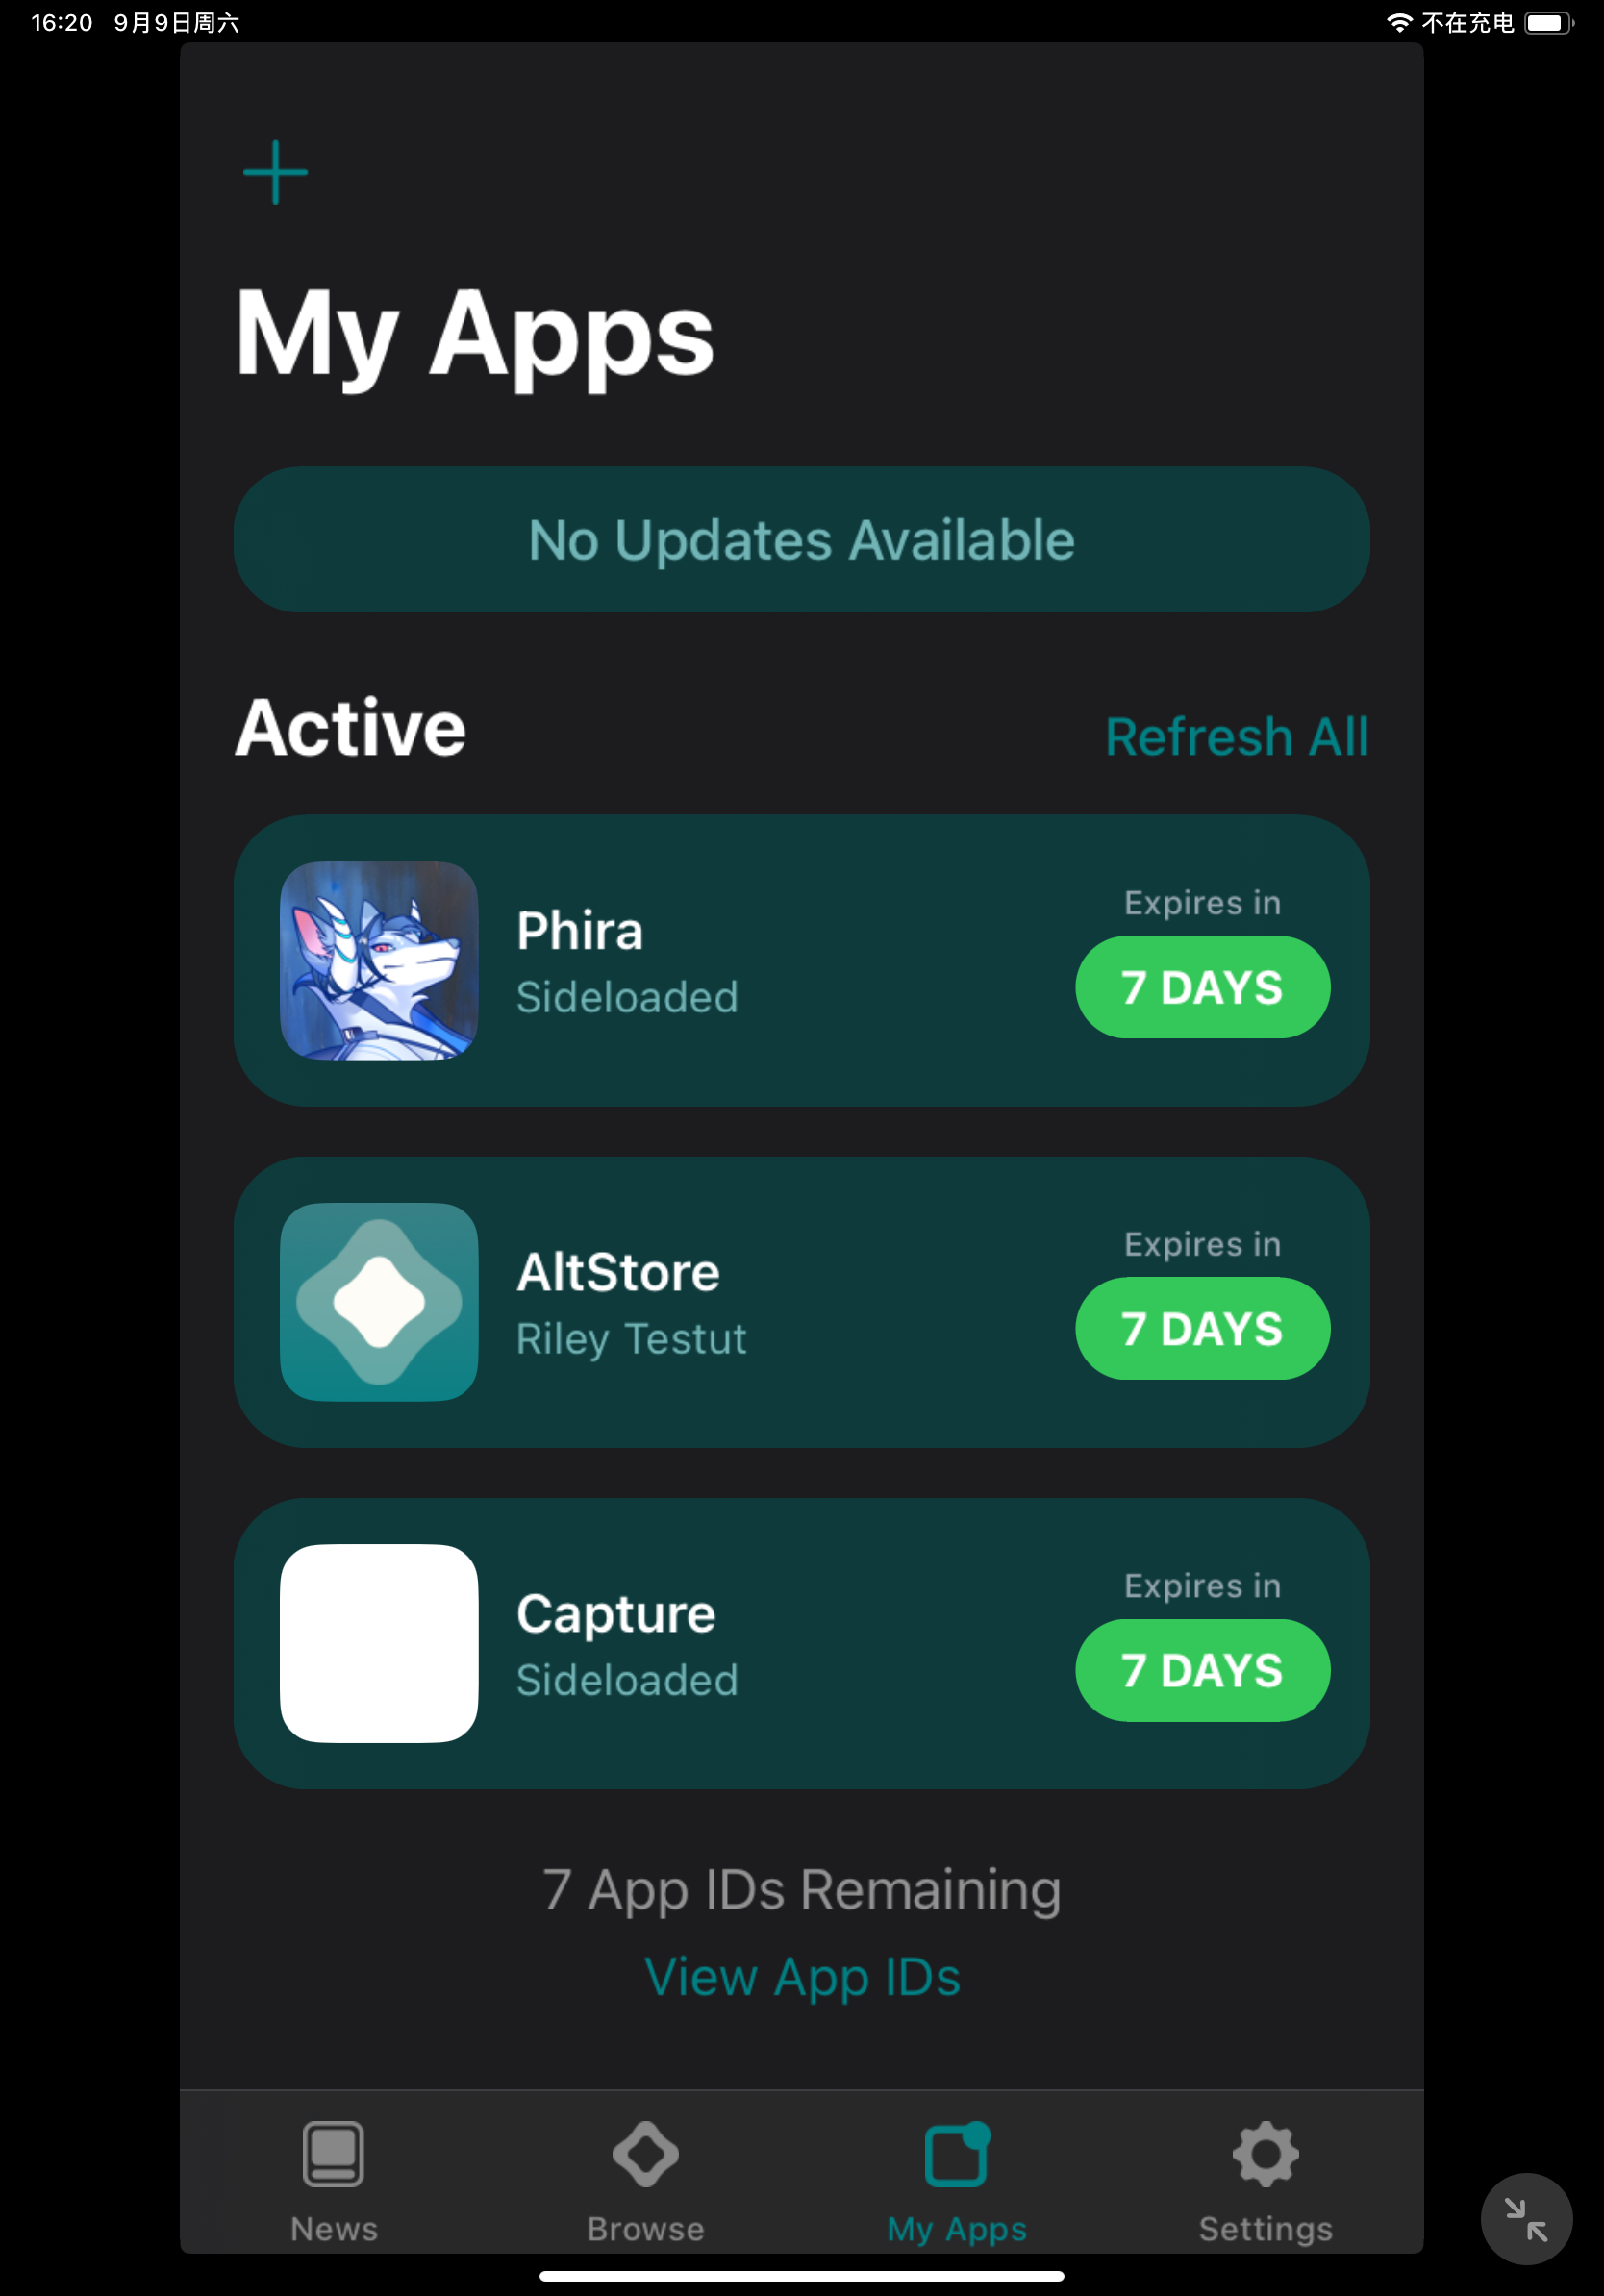 16:20 9月9日周六 不在充电
My Apps
No Updates Available
Active Refresh All
Expires in
Phira
7 DAYS
Sideloaded
Expires in
AltStore
7 DAYS
Riley Testut
Expires in
Capture
7 DAYS
Sideloaded
7 App IDs Remaining
View App IDs
News Browse My Apps Settings